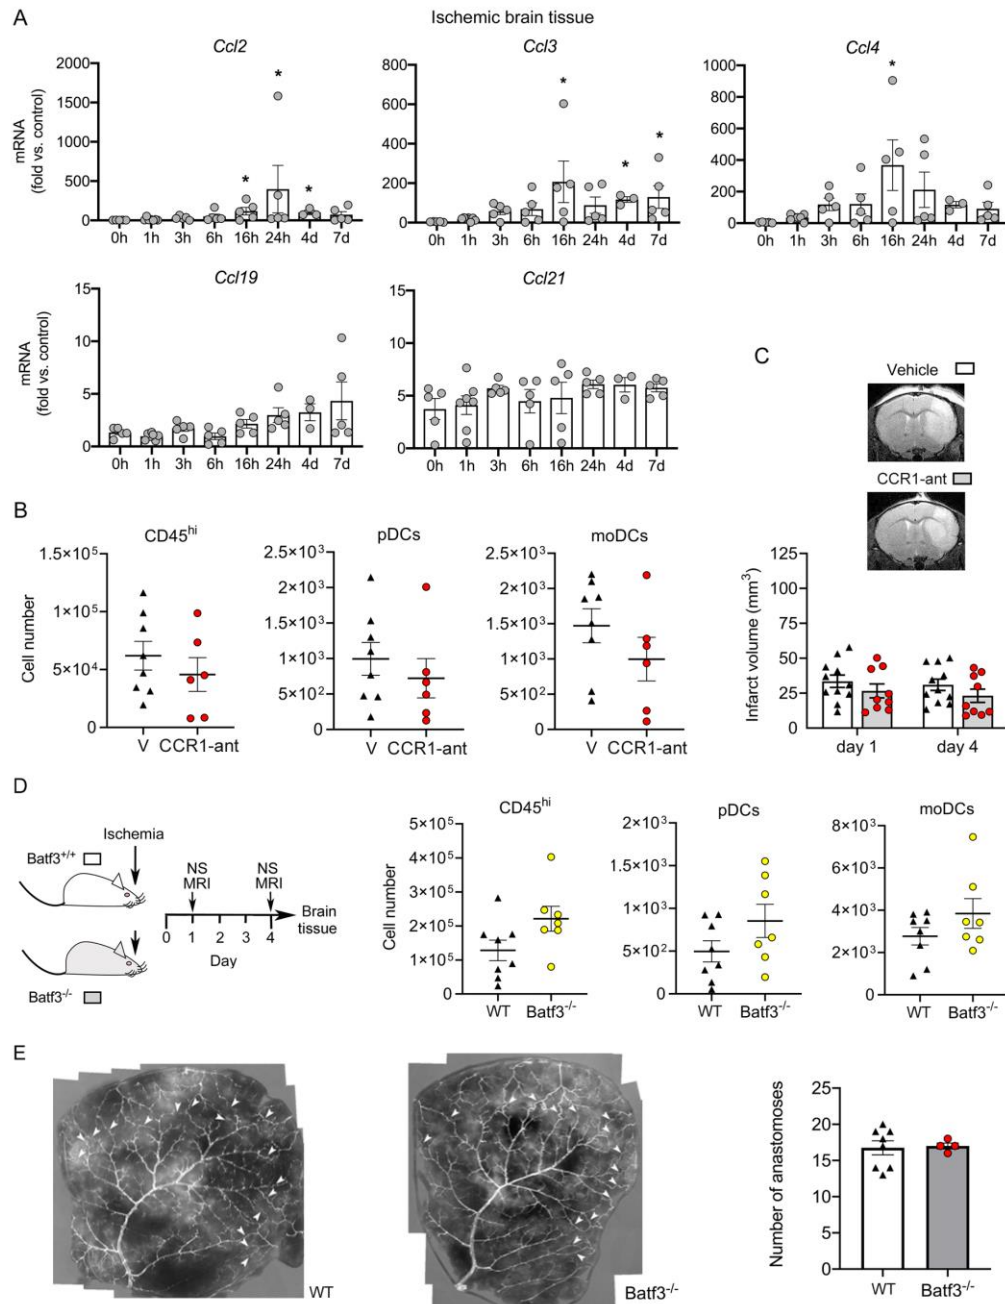 A
Ischemic brain tissue
Ccl2
Ccl3
Ccl4
mRNA
(fold vs. control)
2000
1500
1000
500
0
0h 1h 3h 6h 16h 24h 4d 7d
* * *
800
600
400
200
0
0h 1h 3h 6h 16h 24h 4d 7d
* * *
1000
800
600
400
200
0
0h 1h 3h 6h 16h 24h 4d 7d
*
Ccl19
Ccl21
mRNA
(fold vs. control)
15
10
5
0
0h 1h 3h 6h 16h 24h 4d 7d
15
10
5
0
0h 1h 3h 6h 16h 24h 4d 7d
B
CD45hi
Cell number
1.5×10⁵
1×10⁵
5×10⁴
0
V CCR1-ant
pDCs
2.5×10³
2×10³
1.5×10³
1×10³
5×10²
0
V CCR1-ant
moDCs
2.5×10³
2×10³
1.5×10³
1×10³
5×10²
0
V CCR1-ant
C
Vehicle
CCR1-ant
Infarct volume (mm³)
125
100
75
50
25
0
day 1 day 4
D
Ischemia
Batf3+/+
Batf3-/-
NS
MRI
NS
MRI
0 1 2 3 4
Day
Brain
tissue
CD45hi
Cell number
5×10⁵
4×10⁵
3×10⁵
2×10⁵
1×10⁵
0
WT Batf3-/-
pDCs
2×10³
1.5×10³
1×10³
5×10²
0
WT Batf3-/-
moDCs
8×10³
6×10³
4×10³
2×10³
0
WT Batf3-/-
E
WT
Batf3-/-
Number of anastomoses
25
20
15
10
5
0
WT Batf3-/-